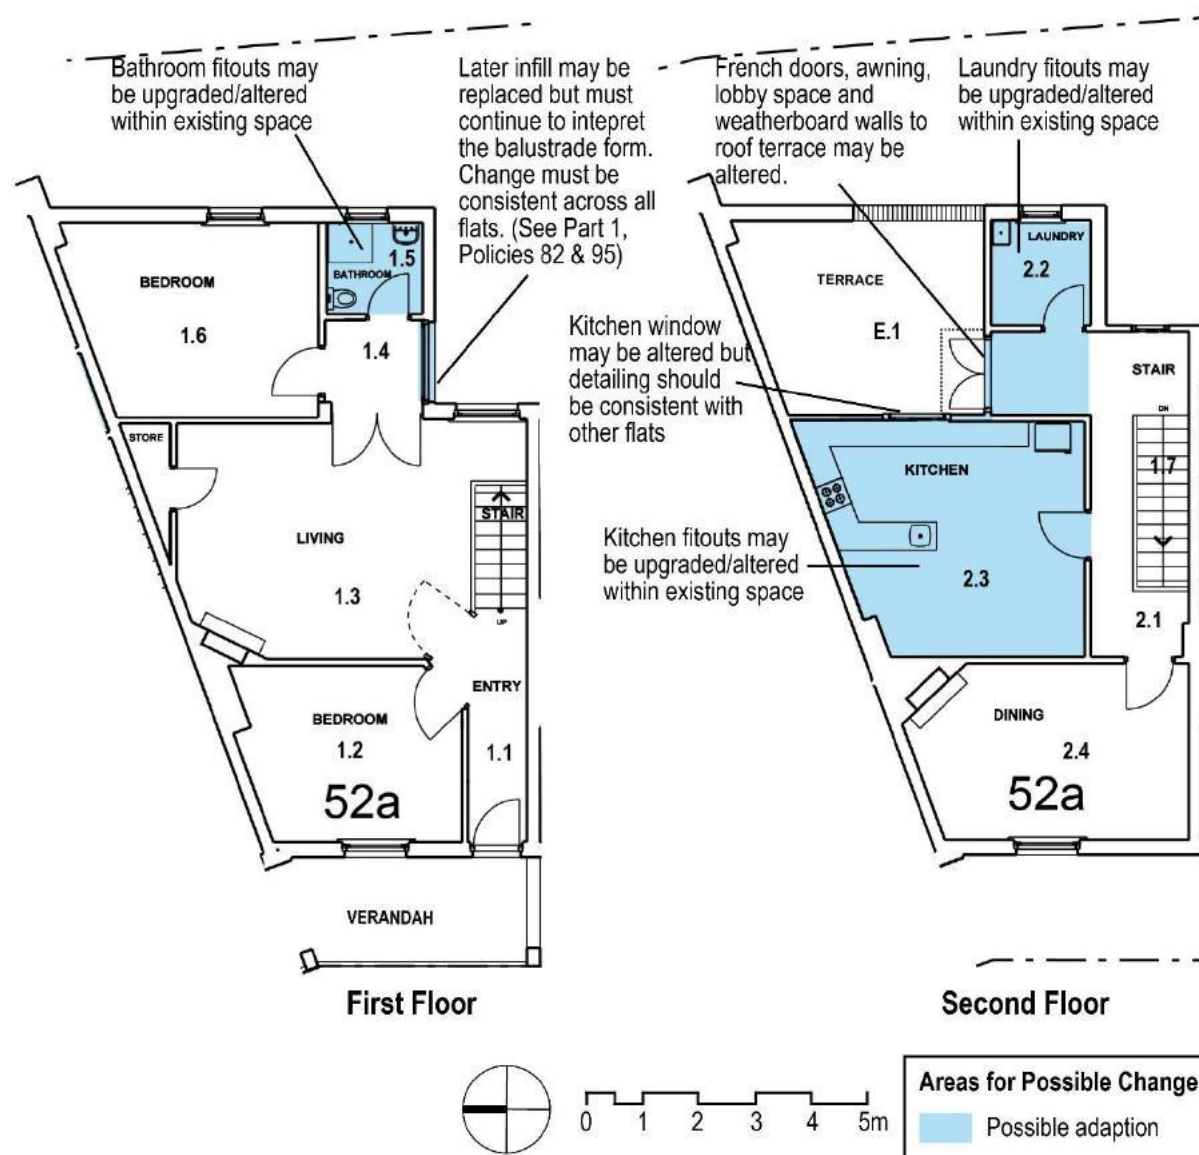 Bathroom fitouts may
be upgraded/altered
within existing space
Later infill may be
replaced but must
continue to intepret
the balustrade form.
Change must be
consistent across all
flats. (See Part 1,
Policies 82 & 95)
French doors, awning,
lobby space and
weatherboard walls to
roof terrace may be
altered.
Laundry fitouts may
be upgraded/altered
within existing space
BEDROOM
1.6
BATHROOM
1.5
1.4
STORE
LIVING
1.3
STAIR
UP
ENTRY
1.1
BEDROOM
1.2
52a
VERANDAH
First Floor
Kitchen window
may be altered but
detailing should
be consistent with
other flats
Kitchen fitouts may
be upgraded/altered
within existing space
TERRACE
E.1
LAUNDRY
2.2
STAIR
DN
1.7
KITCHEN
2.3
2.1
DINING
2.4
52a
Second Floor
0 1 2 3 4 5m
Areas for Possible Change
Possible adaption